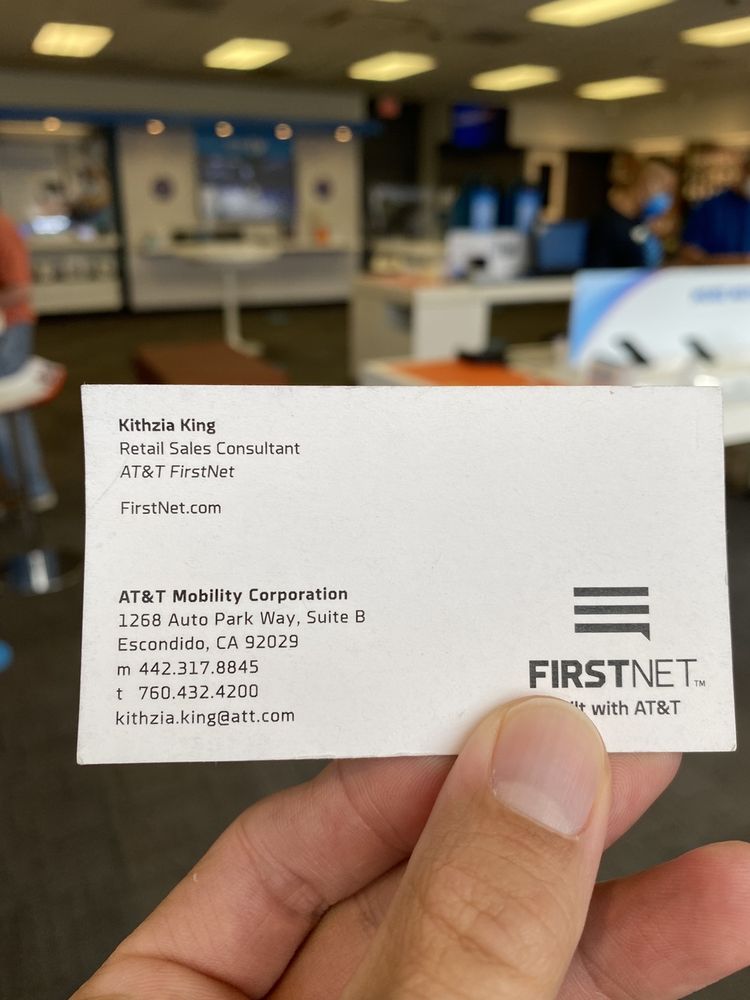 Kithzia King
Retail Sales Consultant
AT&T FirstNet
FirstNet.com
AT&T Mobility Corporation
1268 Auto Park Way, Suite B
Escondido, CA 92029
m 442.317.8845
t 760.432.4200
kithzia.king@att.com
FIRSTNET™
with AT&T